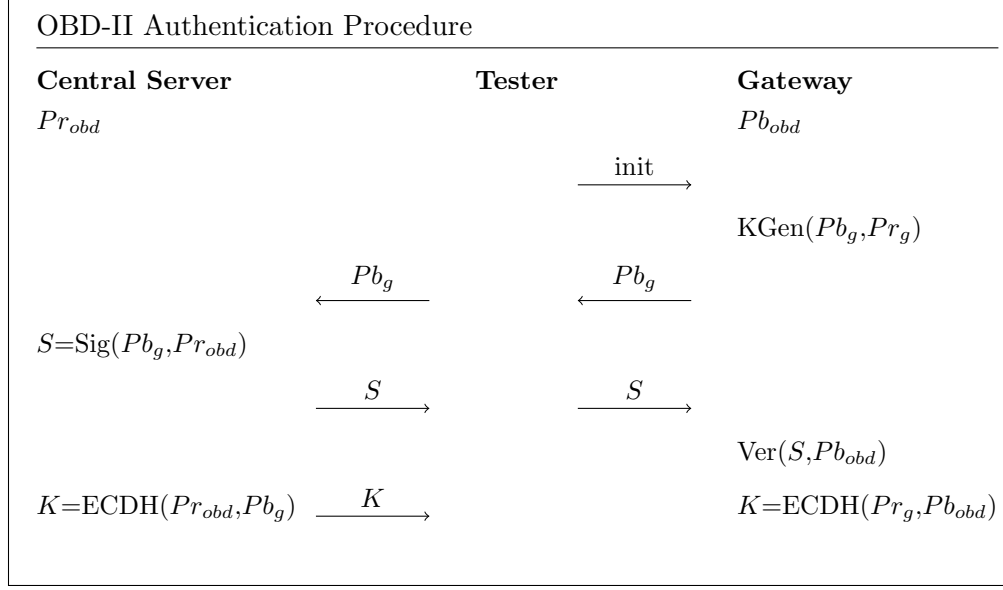 OBD-II Authentication Procedure
Central Server Tester Gateway
Pr_obd Pb_obd
init
KGen(Pb_g,Pr_g)
Pb_g Pb_g
S=Sig(Pb_g,Pr_obd)
S S
Ver(S,Pb_obd)
K=ECDH(Pr_obd,Pb_g) K K=ECDH(Pr_g,Pb_obd)